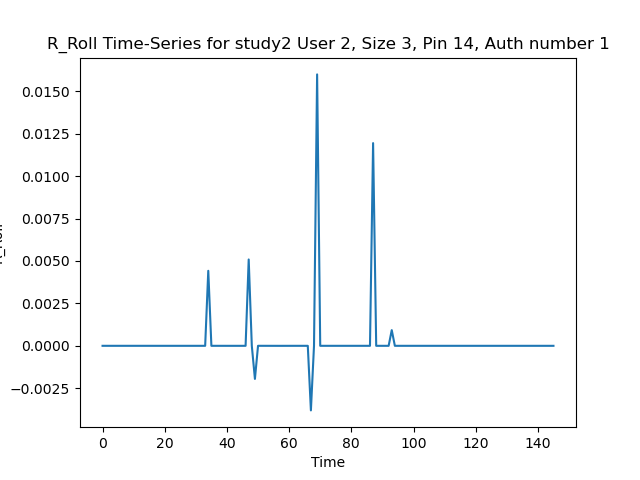 R_Roll Time-Series for study2 User 2, Size 3, Pin 14, Auth number 1
0.0150
0.0125
0.0100
0.0075
0.0050
0.0025
0.0000
−0.0025
R_Roll
0 20 40 60 80 100 120 140
Time